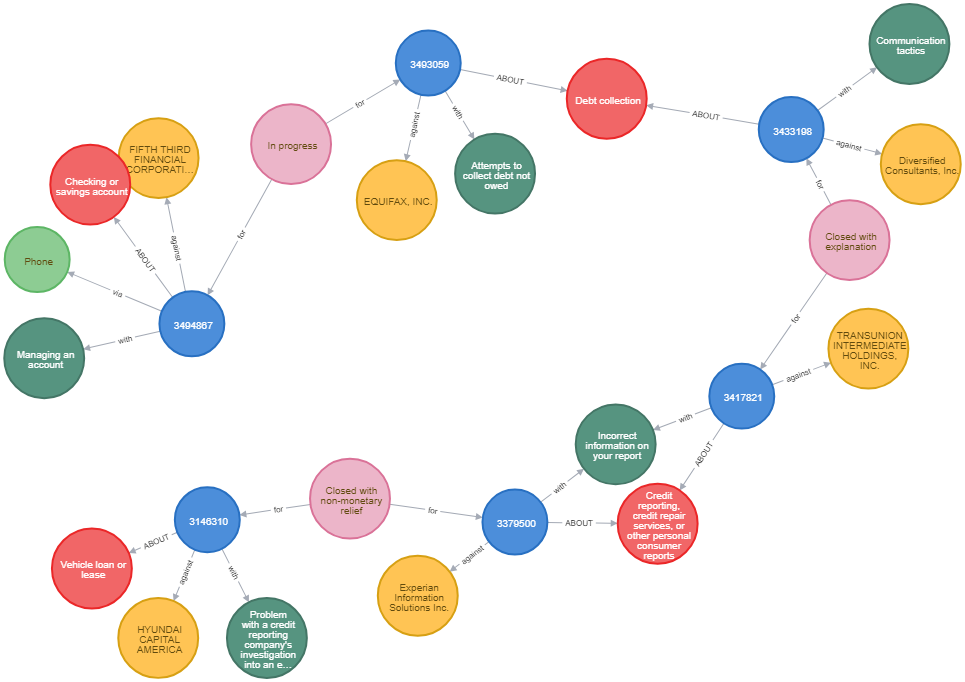 Communication
tactics
3493059
ABOUT
Debt collection
for
with
against
with
ABOUT
3433198
against
In progress
FIFTH THIRD
FINANCIAL
CORPORATI...
Attempts to
collect debt not
owed
Diversified
Consultants, Inc.
Checking or
savings account
EQUIFAX, INC.
for
for
against
Closed with
explanation
ABOUT
Phone
via
for
3494867
with
TRANSUNION
INTERMEDIATE
HOLDINGS,
INC.
Managing an
account
against
3417821
with
Incorrect
information on
your report
ABOUT
with
Closed with
non-monetary
relief
Credit
reporting,
credit repair
services, or
other personal
consumer
reports
for
for
3146310
3379500
ABOUT
ABOUT
against
with
against
Vehicle loan or
lease
Experian
Information
Solutions Inc.
HYUNDAI
CAPITAL
AMERICA
Problem
with a credit
reporting
company's
investigation
into an e...